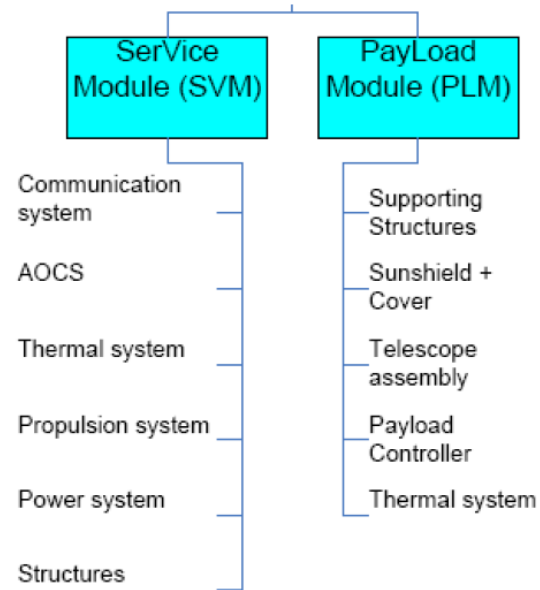 SerVice
Module (SVM)
PayLoad
Module (PLM)
Communication
system
AOCS
Thermal system
Propulsion system
Power system
Structures
Supporting
Structures
Sunshield +
Cover
Telescope
assembly
Payload
Controller
Thermal system